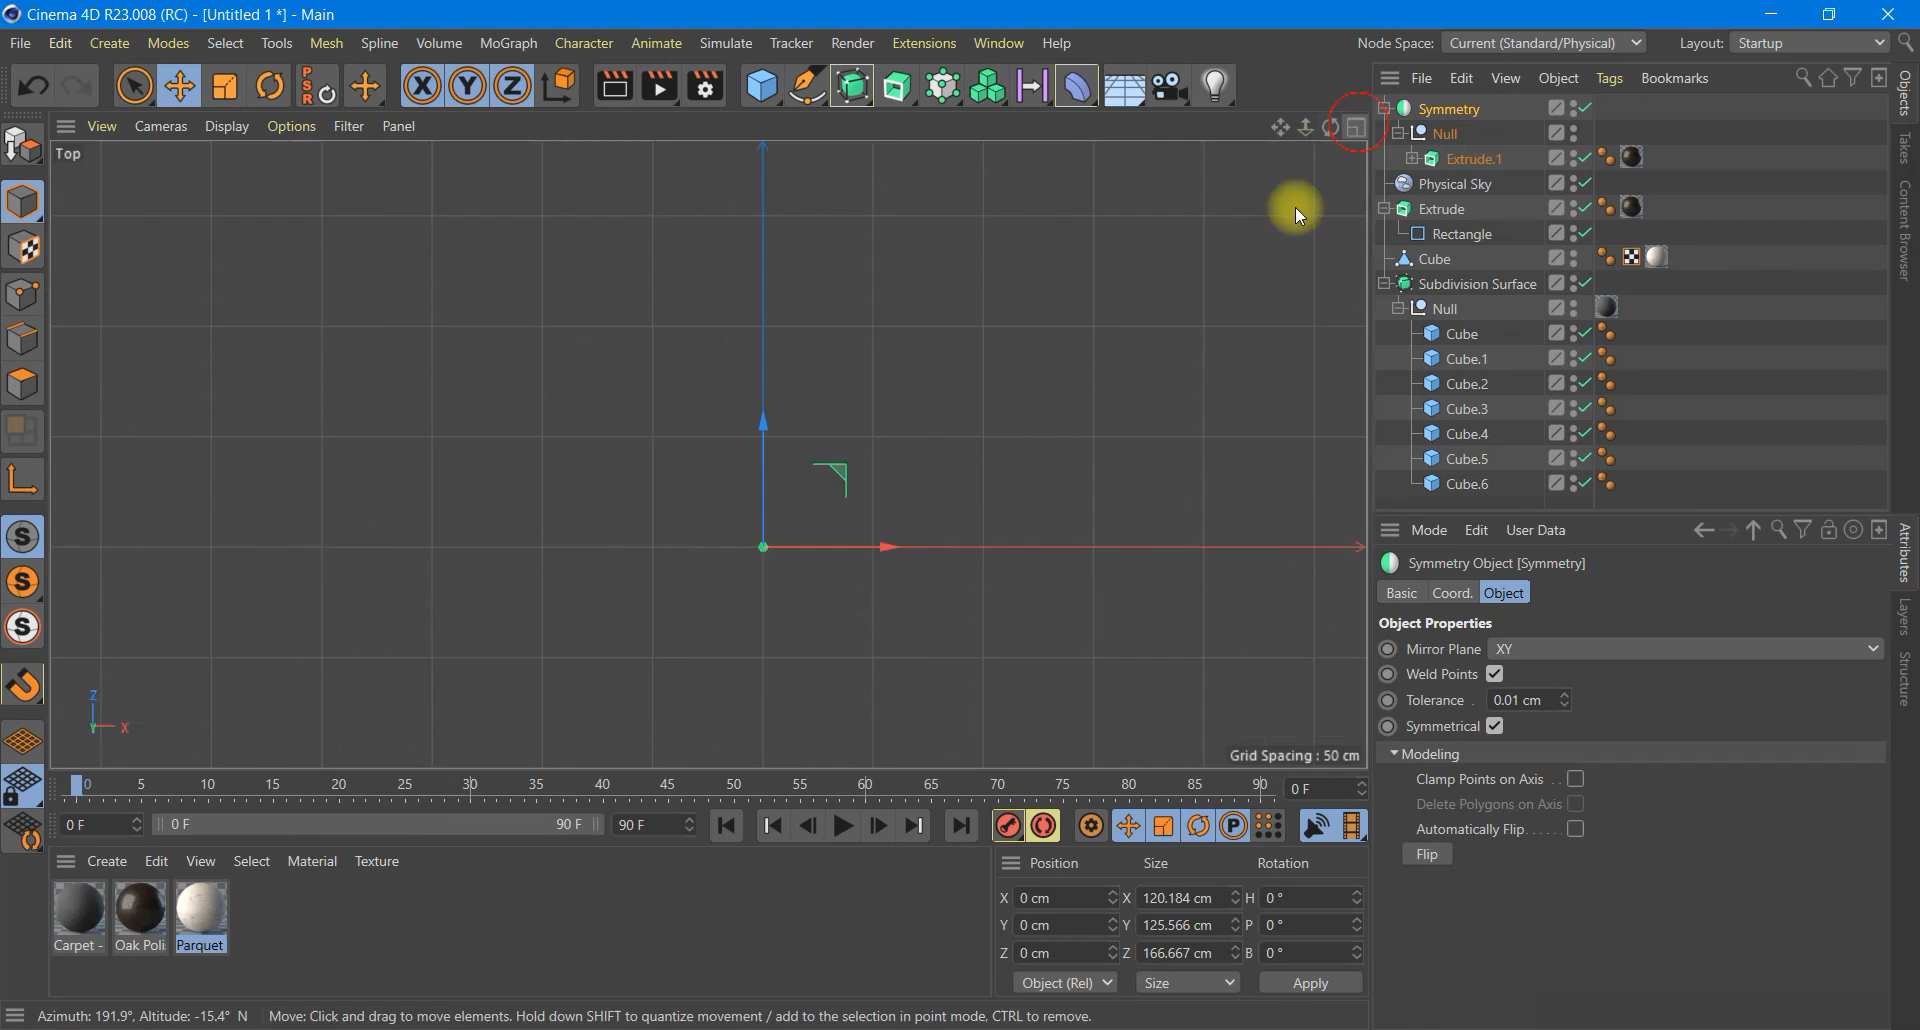 Cinema 4D R23.008 (RC) - [Untitled 1 *] - Main
File Edit Create Modes Select Tools Mesh Spline Volume MoGraph Character Animate Simulate Tracker Render Extensions Window Help
Node Space: Current (Standard/Physical) Layout: Startup
X Y Z
P S R
File Edit View Object Tags Bookmarks
View Cameras Display Options Filter Panel
Top
Symmetry
Null
Extrude.1
Physical Sky
Extrude
Rectangle
Cube
Subdivision Surface
Null
Cube
Cube.1
Cube.2
Cube.3
Cube.4
Cube.5
Cube.6
Objects
Takes
Content Browser
S
S
S
Z
Y X
Grid Spacing : 50 cm
Mode Edit User Data
Symmetry Object [Symmetry]
Basic Coord. Object
Object Properties
Mirror Plane XY
Weld Points
Tolerance . 0.01 cm
Symmetrical
Modeling
Clamp Points on Axis . .
Delete Polygons on Axis
Automatically Flip. . . . . .
Flip
Attributes
Layers
Structure
0 5 10 15 20 25 30 35 40 45 50 55 60 65 70 75 80 85 90 0 F
0 F 0 F 90 F 90 F P
Create Edit View Select Material Texture
Carpet - Oak Poli Parquet
Position Size Rotation
X 0 cm X 120.184 cm H 0 °
Y 0 cm Y 125.566 cm P 0 °
Z 0 cm Z 166.667 cm B 0 °
Object (Rel) Size Apply
Azimuth: 191.9°, Altitude: -15.4° N Move: Click and drag to move elements. Hold down SHIFT to quantize movement / add to the selection in point mode, CTRL to remove.